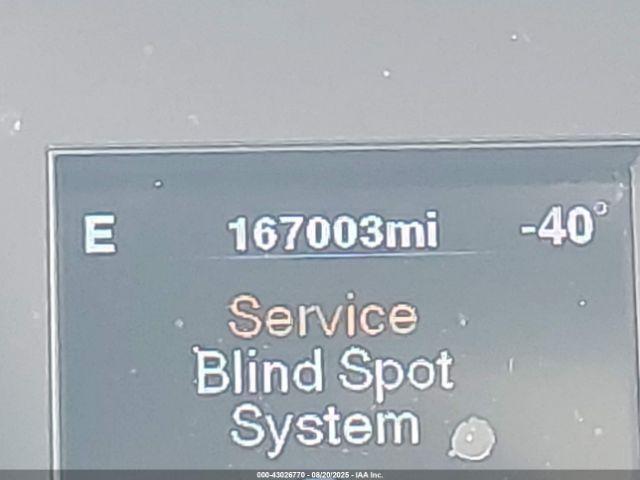 E 167003mi -40°
Service
Blind Spot
System
000-43026770 - 08/20/2025 - IAA Inc.